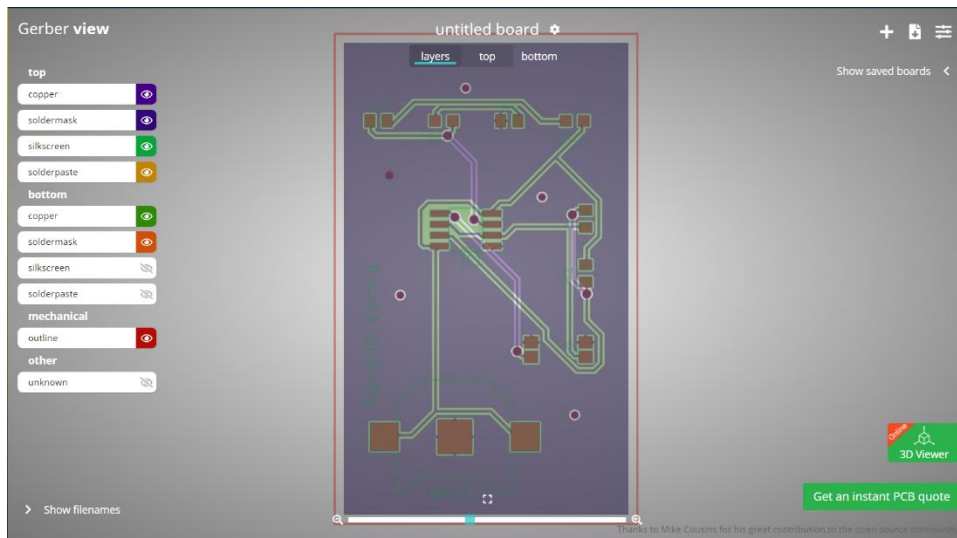 Gerber view
untitled board
layers top bottom
Show saved boards
top
copper
soldermask
silkscreen
solderpaste
bottom
copper
soldermask
silkscreen
solderpaste
mechanical
outline
other
unknown
Show filenames
Online
3D Viewer
Get an instant PCB quote
Thanks to Mike Cousins for his great contribution to the open source community